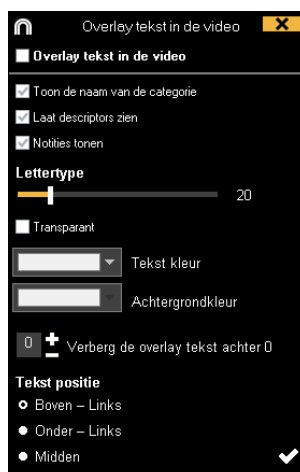 Overlay tekst in de video
Overlay tekst in de video
Toon de naam van de categorie
Laat descriptors zien
Notities tonen
Lettertype
20
Transparant
Tekst kleur
Achtergrondkleur
0 Verberg de overlay tekst achter 0
Tekst positie
Boven – Links
Onder – Links
Midden